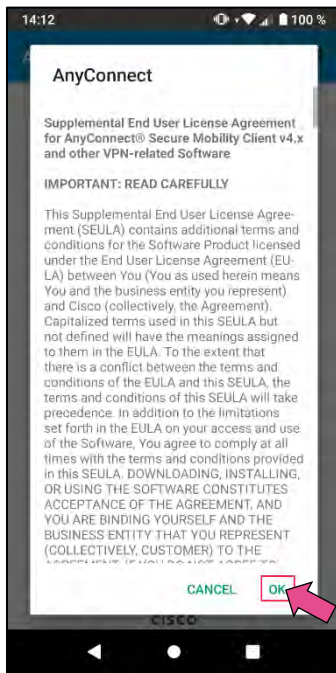 14:12
100 %
AnyConnect
Supplemental End User License Agreement
for AnyConnect® Secure Mobility Client v4.x
and other VPN-related Software
IMPORTANT: READ CAREFULLY
This Supplemental End User License Agree-
ment (SEULA) contains additional terms and
conditions for the Software Product licensed
under the End User License Agreement (EU-
LA) between You (You as used herein means
You and the business entity you represent)
and Cisco (collectively, the Agreement).
Capitalized terms used in this SEULA but
not defined will have the meanings assigned
to them in the EULA. To the extent that
there is a conflict between the terms and
conditions of the EULA and this SEULA, the
terms and conditions of this SEULA will take
precedence. In addition to the limitations
set forth in the EULA on your access and use
of the Software, You agree to comply at all
times with the terms and conditions provided
in this SEULA. DOWNLOADING, INSTALLING,
OR USING THE SOFTWARE CONSTITUTES
ACCEPTANCE OF THE AGREEMENT, AND
YOU ARE BINDING YOURSELF AND THE
BUSINESS ENTITY THAT YOU REPRESENT
(COLLECTIVELY, CUSTOMER) TO THE
CANCEL
OK
CISCO